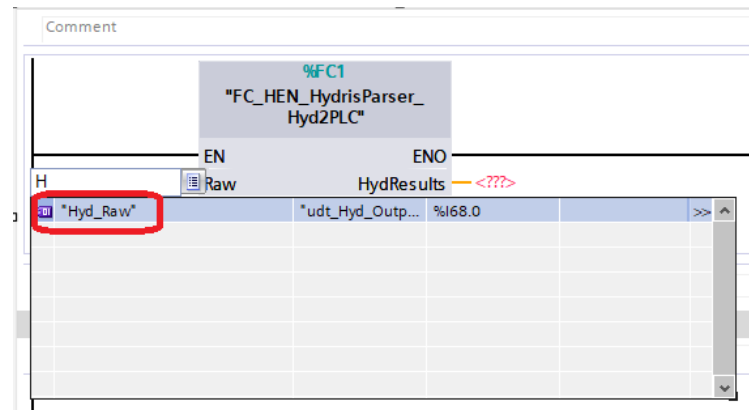 Comment
%FC1
"FC_HEN_HydrisParser_
Hyd2PLC"
EN ENO
H Raw HydResults <???>
"Hyd_Raw" "udt_Hyd_Outp... %I68.0 >>